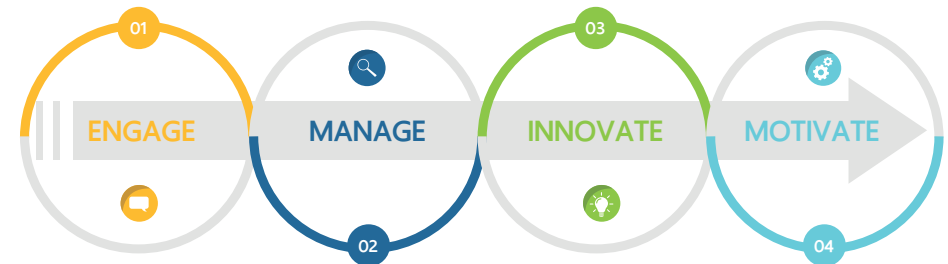 01
ENGAGE
02
MANAGE
03
INNOVATE
04
MOTIVATE